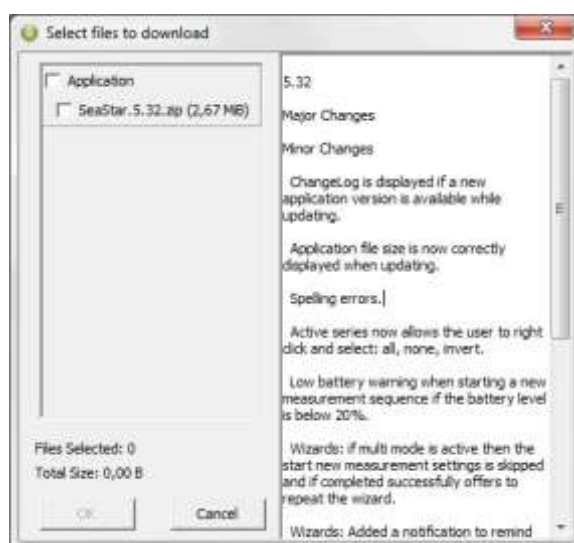 Select files to download
Application
SeaStar.5.32.zip (2,67 MiB)
Files Selected: 0
Total Size: 0,00 B
OK
Cancel
5.32
Major Changes
Minor Changes
ChangeLog is displayed if a new
application version is available while
updating.
Application file size is now correctly
displayed when updating.
Spelling errors.
Active series now allows the user to right
click and select: all, none, invert.
Low battery warning when starting a new
measurement sequence if the battery level
is below 20%.
Wizards: if multi mode is active then the
start new measurement settings is skipped
and if completed successfully offers to
repeat the wizard.
Wizards: Added a notification to remind